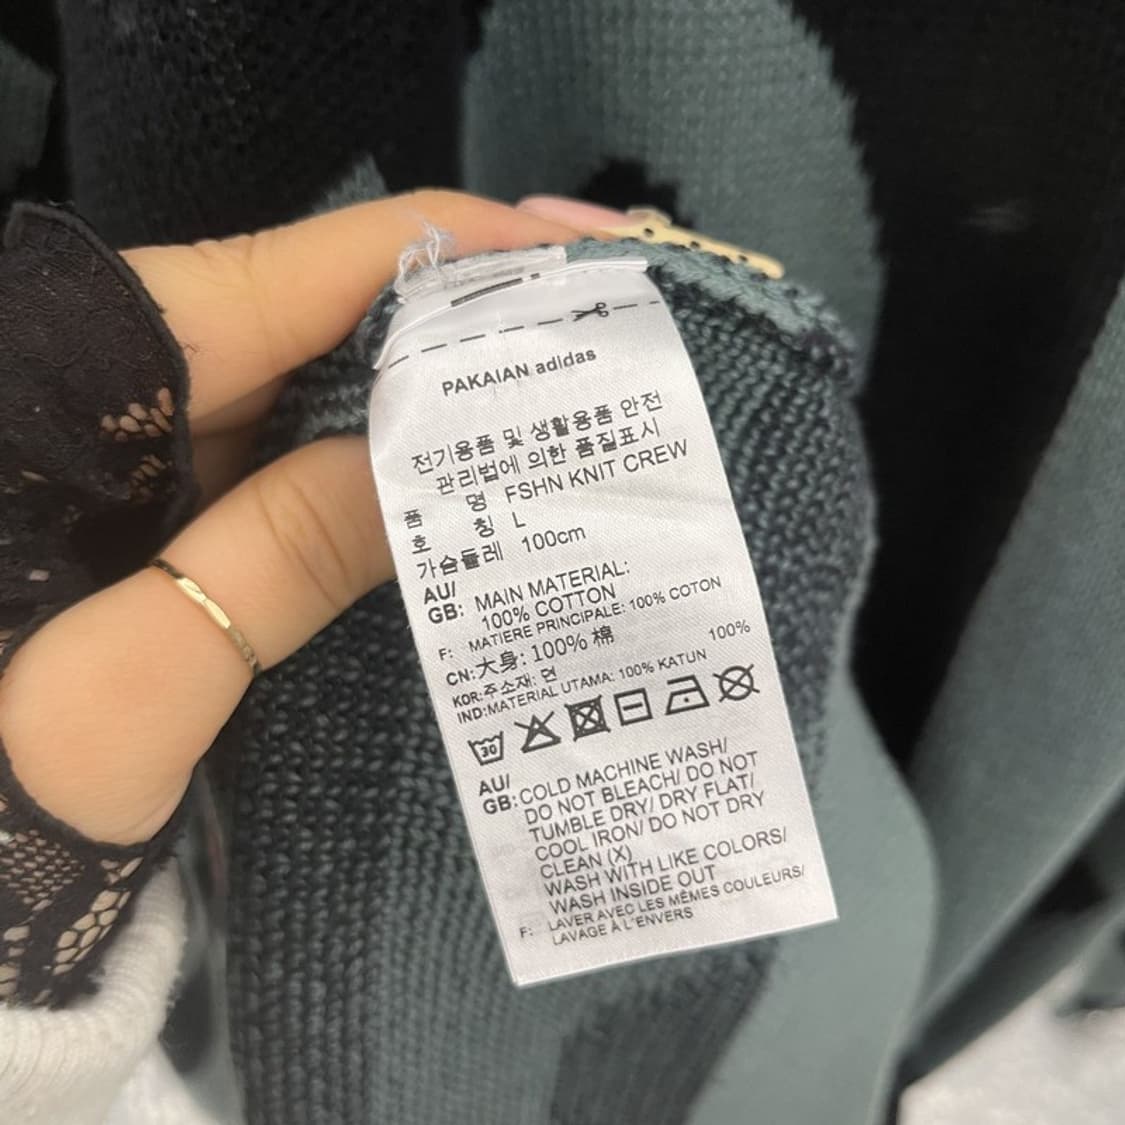 PAKAIAN adidas
전기용품 및 생활용품 안전
관리법에 의한 품질표시
품 명 FSHN KNIT CREW
호 칭 L
가슴둘레 100cm
AU/
GB: MAIN MATERIAL:
100% COTTON
F: MATIERE PRINCIPALE: 100% COTON
CN:大身: 100% 棉
KOR:주소재: 면 100%
IND:MATERIAL UTAMA: 100% KATUN
30
AU/
GB: COLD MACHINE WASH/
DO NOT BLEACH/ DO NOT
TUMBLE DRY/ DRY FLAT/
COOL IRON/ DO NOT DRY
CLEAN (X)
WASH WITH LIKE COLORS/
WASH INSIDE OUT
F: LAVER AVEC LES MÊMES COULEURS/
LAVAGE À L'ENVERS